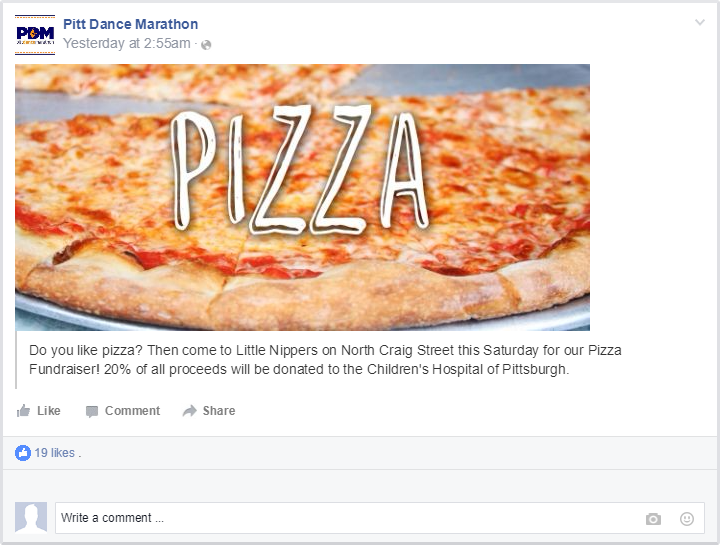 PDM
Pitt Dance Marathon
Yesterday at 2:55am ·
PIZZA
Do you like pizza? Then come to Little Nippers on North Craig Street this Saturday for our Pizza
Fundraiser! 20% of all proceeds will be donated to the Children's Hospital of Pittsburgh.
Like Comment Share
19 likes .
Write a comment ...